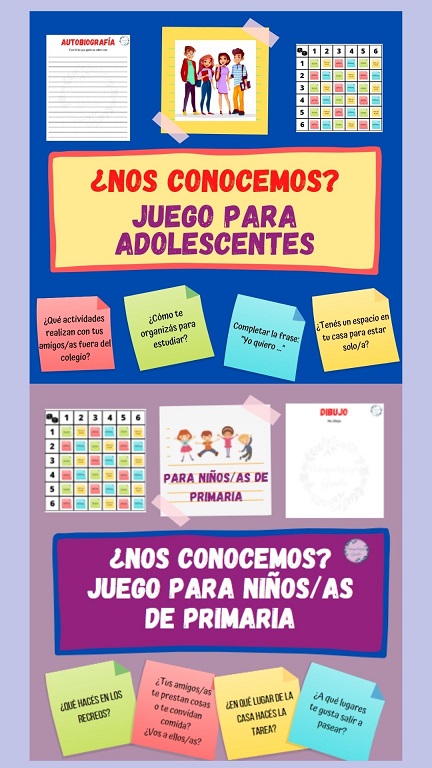 AUTOBIOGRAFÍA
1 2 3 4 5 6
1
2
3
4
5
6
¿NOS CONOCEMOS?
JUEGO PARA
ADOLESCENTES
¿Qué actividades
realizan con tus
amigos/as fuera del
colegio?
¿Cómo te
organizás para
estudiar?
Completar la frase:
"Yo quiero ..."
¿Tenés un espacio en
tu casa para estar
solo/a?
1 2 3 4 5 6
1
2
3
4
5
6
PARA NIÑOS/AS DE
PRIMARIA
DIBUJO
¿NOS CONOCEMOS?
JUEGO PARA NIÑOS/AS
DE PRIMARIA
¿QUÉ HACÉS EN LOS
RECREOS?
¿Tus amigos/as
te prestan cosas
o te convidan
comida?
¿Vos a ellos/as?
¿EN QUÉ LUGAR DE LA
CASA HACÉS LA
TAREA?
¿A qué lugares
te gusta salir a
pasear?